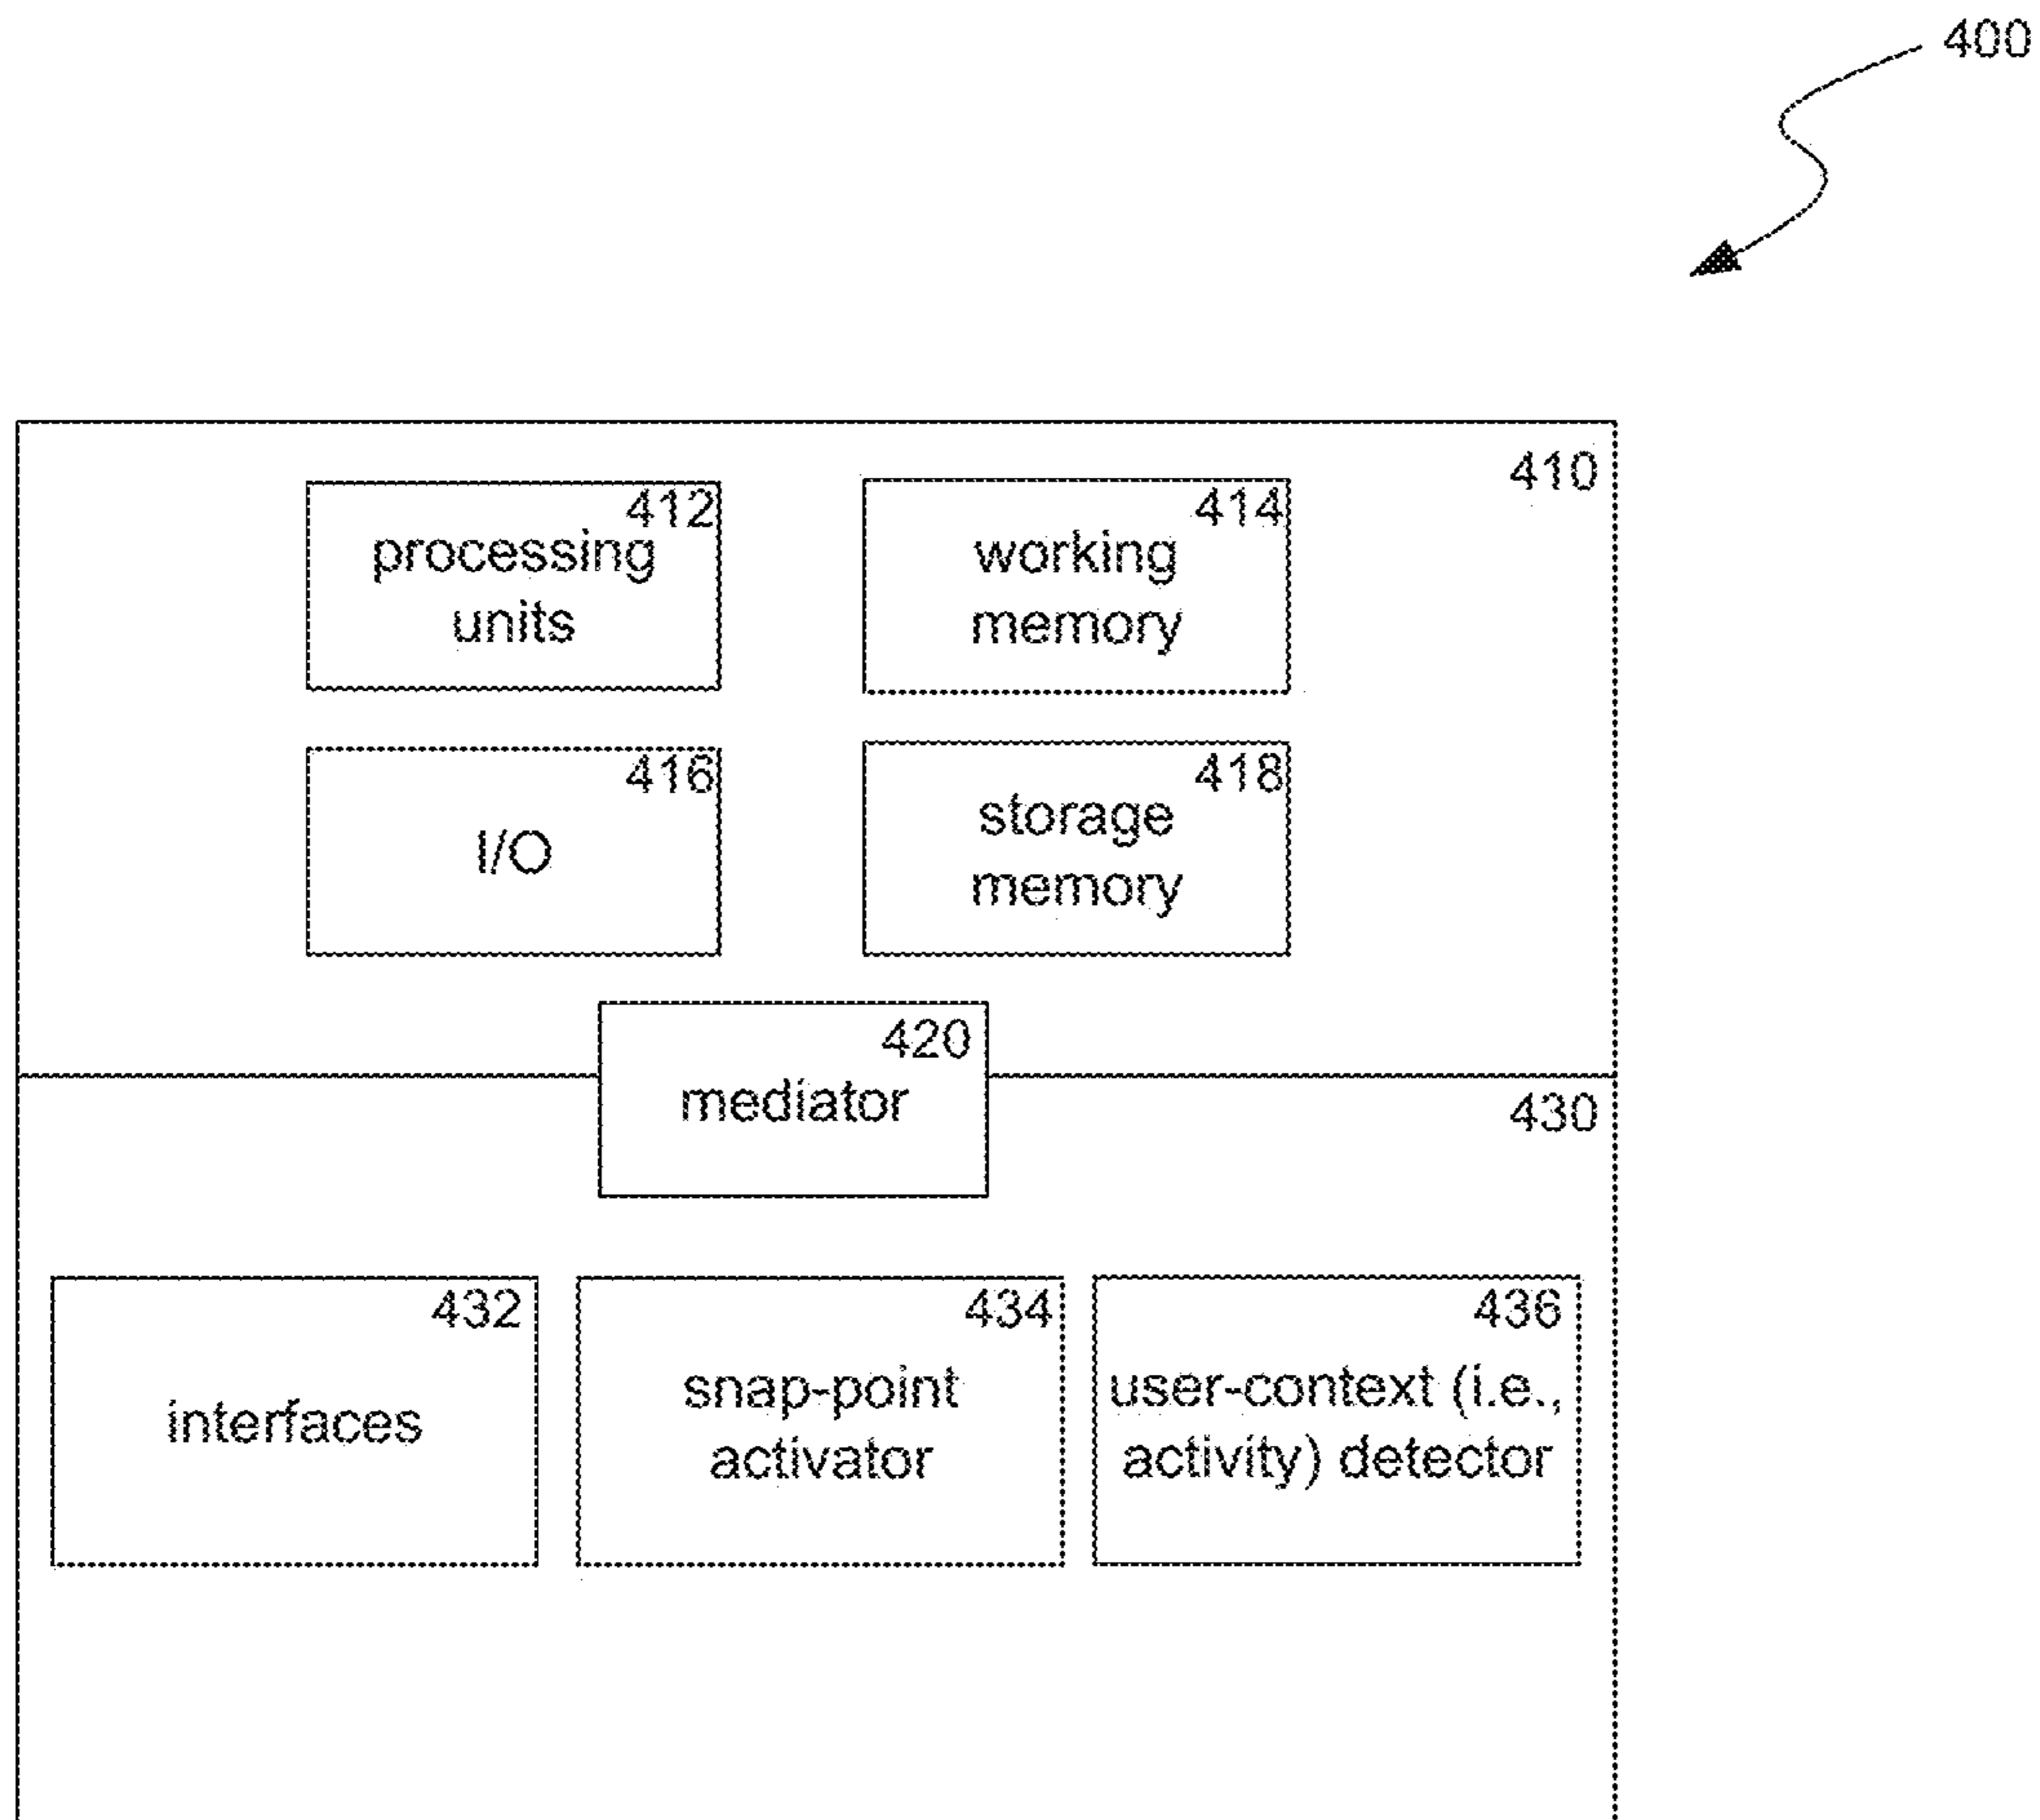 400
410
412
processing
units
414
working
memory
416
I/O
418
storage
memory
420
mediator
430
432
interfaces
434
snap-point
activator
436
user-context (i.e.,
activity) detector